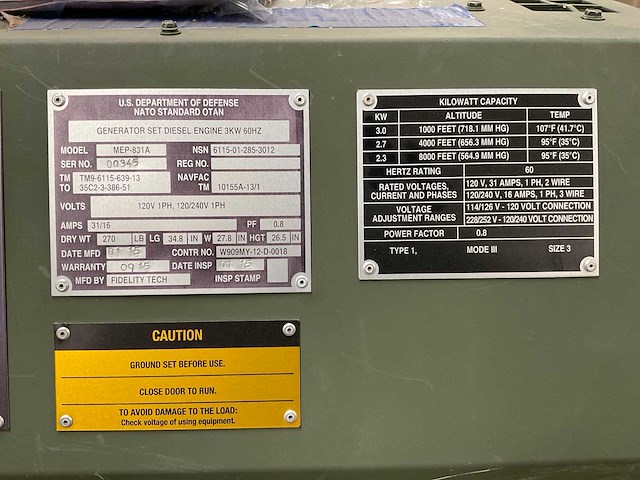 U.S. DEPARTMENT OF DEFENSE
NATO STANDARD OTAN
GENERATOR SET DIESEL ENGINE 3KW 60HZ
MODEL MEP-831A NSN 6115-01-285-3012
SER NO. 00345 REG NO.
TM TM9-6115-639-13 NAVFAC
TO 35C2-3-386-51 TM 10155A-13/1
VOLTS 120V 1PH, 120/240V 1PH
AMPS 31/16 PF 0.8
DRY WT 270 LB LG 34.8 IN W 27.8 IN HGT 26.5 IN
DATE MFD CONTR NO. W909MY-12-D-0018
WARRANTY 09 15 DATE INSP
MFD BY FIDELITY TECH INSP STAMP
CAUTION
GROUND SET BEFORE USE.
CLOSE DOOR TO RUN.
TO AVOID DAMAGE TO THE LOAD:
Check voltage of using equipment.
KILOWATT CAPACITY
KW ALTITUDE TEMP
3.0 1000 FEET (718.1 MM HG) 107°F (41.7°C)
2.7 4000 FEET (656.3 MM HG) 95°F (35°C)
2.3 8000 FEET (564.9 MM HG) 95°F (35°C)
HERTZ RATING 60
RATED VOLTAGES, CURRENT AND PHASES
120 V, 31 AMPS, 1 PH, 2 WIRE
120/240 V, 16 AMPS, 1 PH, 3 WIRE
VOLTAGE ADJUSTMENT RANGES
114/126 V - 120 VOLT CONNECTION
228/252 V - 120/240 VOLT CONNECTION
POWER FACTOR 0.8
TYPE 1, MODE III SIZE 3